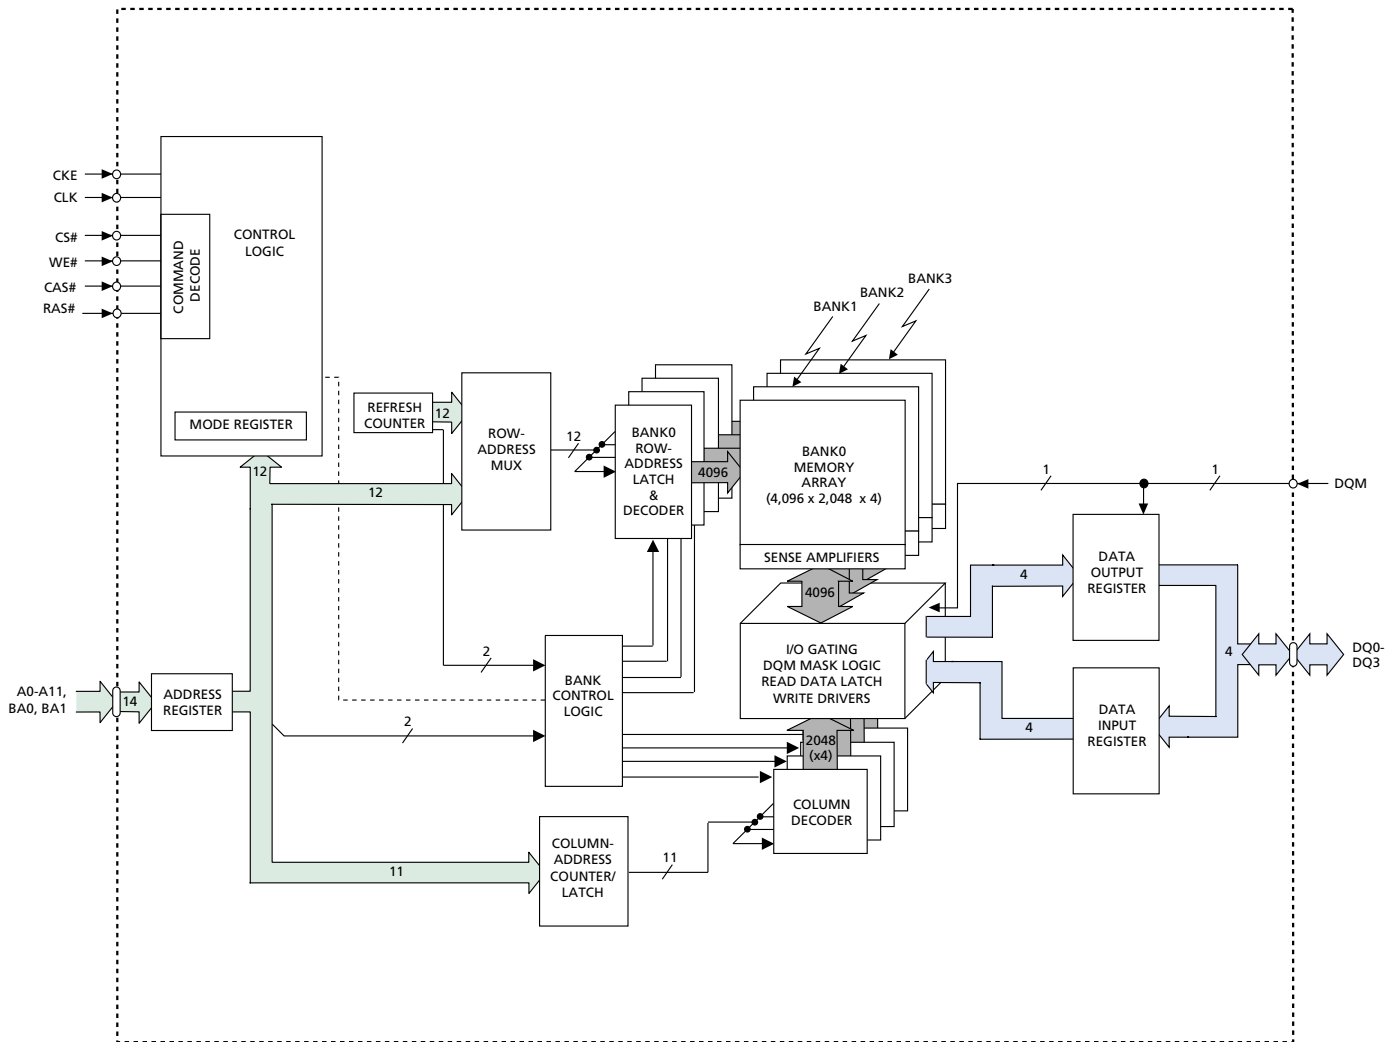 CKE
CLK
CS#
WE#
CAS#
RAS#
CONTROL
LOGIC
COMMAND
DECODE
MODE REGISTER
12
12
REFRESH
COUNTER
12
ROW-
ADDRESS
MUX
12
BANK0
ROW-
ADDRESS
LATCH
&
DECODER
4096
BANK1
BANK2
BANK3
BANK0
MEMORY
ARRAY
(4,096 x 2,048 x 4)
SENSE AMPLIFIERS
4096
I/O GATING
DQM MASK LOGIC
READ DATA LATCH
WRITE DRIVERS
2048
(x4)
COLUMN
DECODER
1
1
DQM
DATA
OUTPUT
REGISTER
4
4
DQ0-
DQ3
DATA
INPUT
REGISTER
4
A0-A11,
BA0, BA1
14
ADDRESS
REGISTER
2
2
BANK
CONTROL
LOGIC
11
COLUMN-
ADDRESS
COUNTER/
LATCH
11